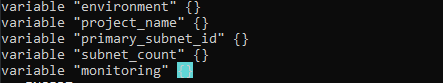 variable "environment" {}
variable "project_name" {}
variable "primary_subnet_id" {}
variable "subnet_count" {}
variable "monitoring" {}